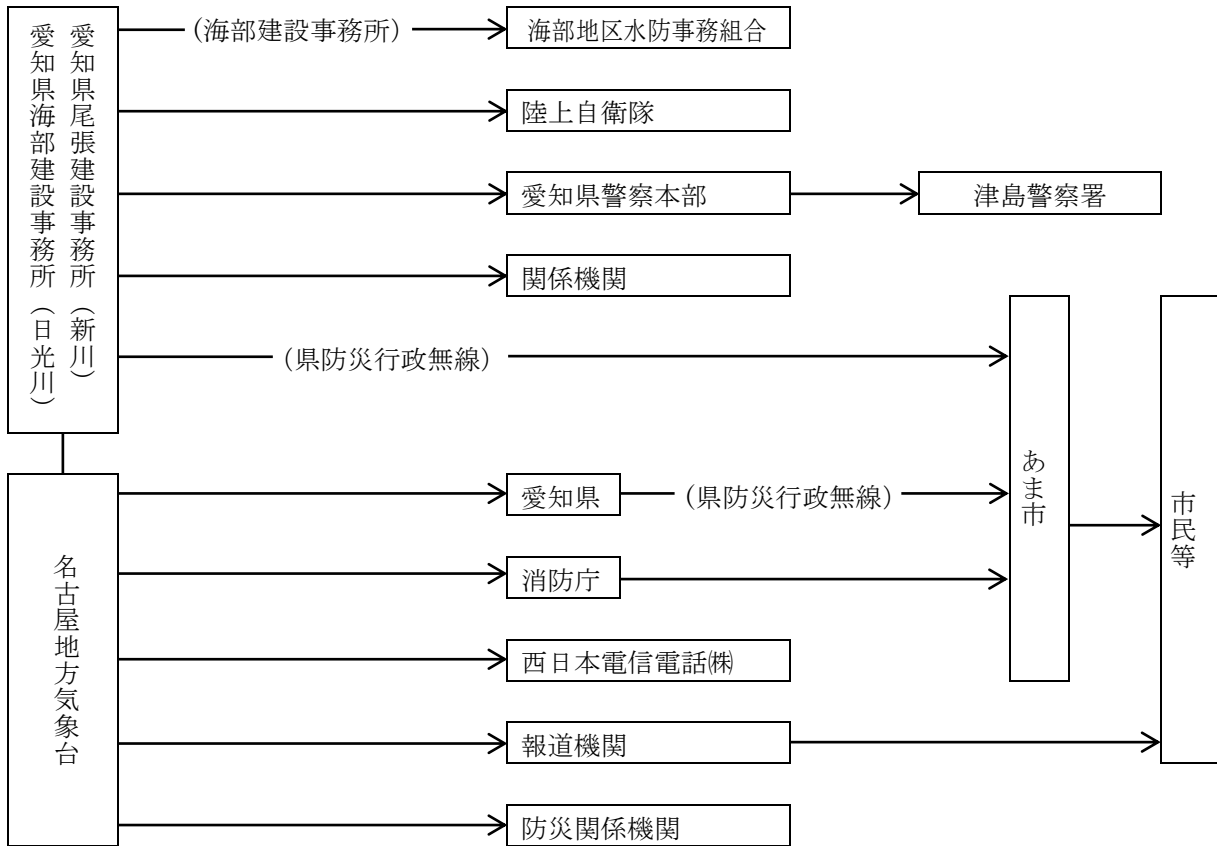 愛知県尾張建設事務所（新川）
愛知県海部建設事務所（日光川）
（海部建設事務所）
海部地区水防事務組合
陸上自衛隊
愛知県警察本部
津島警察署
関係機関
（県防災行政無線）
名古屋地方気象台
愛知県
（県防災行政無線）
消防庁
西日本電信電話㈱
報道機関
防災関係機関
あま市
市民等